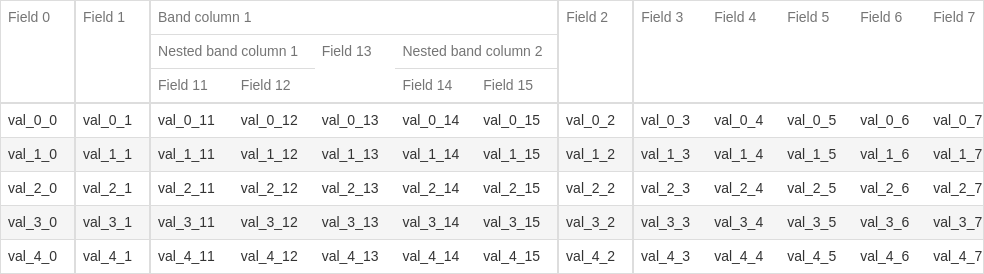 Field 0 Field 1 Band column 1 Field 2 Field 3 Field 4 Field 5 Field 6 Field 7
Nested band column 1 Field 13 Nested band column 2
Field 11 Field 12 Field 14 Field 15
val_0_0 val_0_1 val_0_11 val_0_12 val_0_13 val_0_14 val_0_15 val_0_2 val_0_3 val_0_4 val_0_5 val_0_6 val_0_7
val_1_0 val_1_1 val_1_11 val_1_12 val_1_13 val_1_14 val_1_15 val_1_2 val_1_3 val_1_4 val_1_5 val_1_6 val_1_7
val_2_0 val_2_1 val_2_11 val_2_12 val_2_13 val_2_14 val_2_15 val_2_2 val_2_3 val_2_4 val_2_5 val_2_6 val_2_7
val_3_0 val_3_1 val_3_11 val_3_12 val_3_13 val_3_14 val_3_15 val_3_2 val_3_3 val_3_4 val_3_5 val_3_6 val_3_7
val_4_0 val_4_1 val_4_11 val_4_12 val_4_13 val_4_14 val_4_15 val_4_2 val_4_3 val_4_4 val_4_5 val_4_6 val_4_7